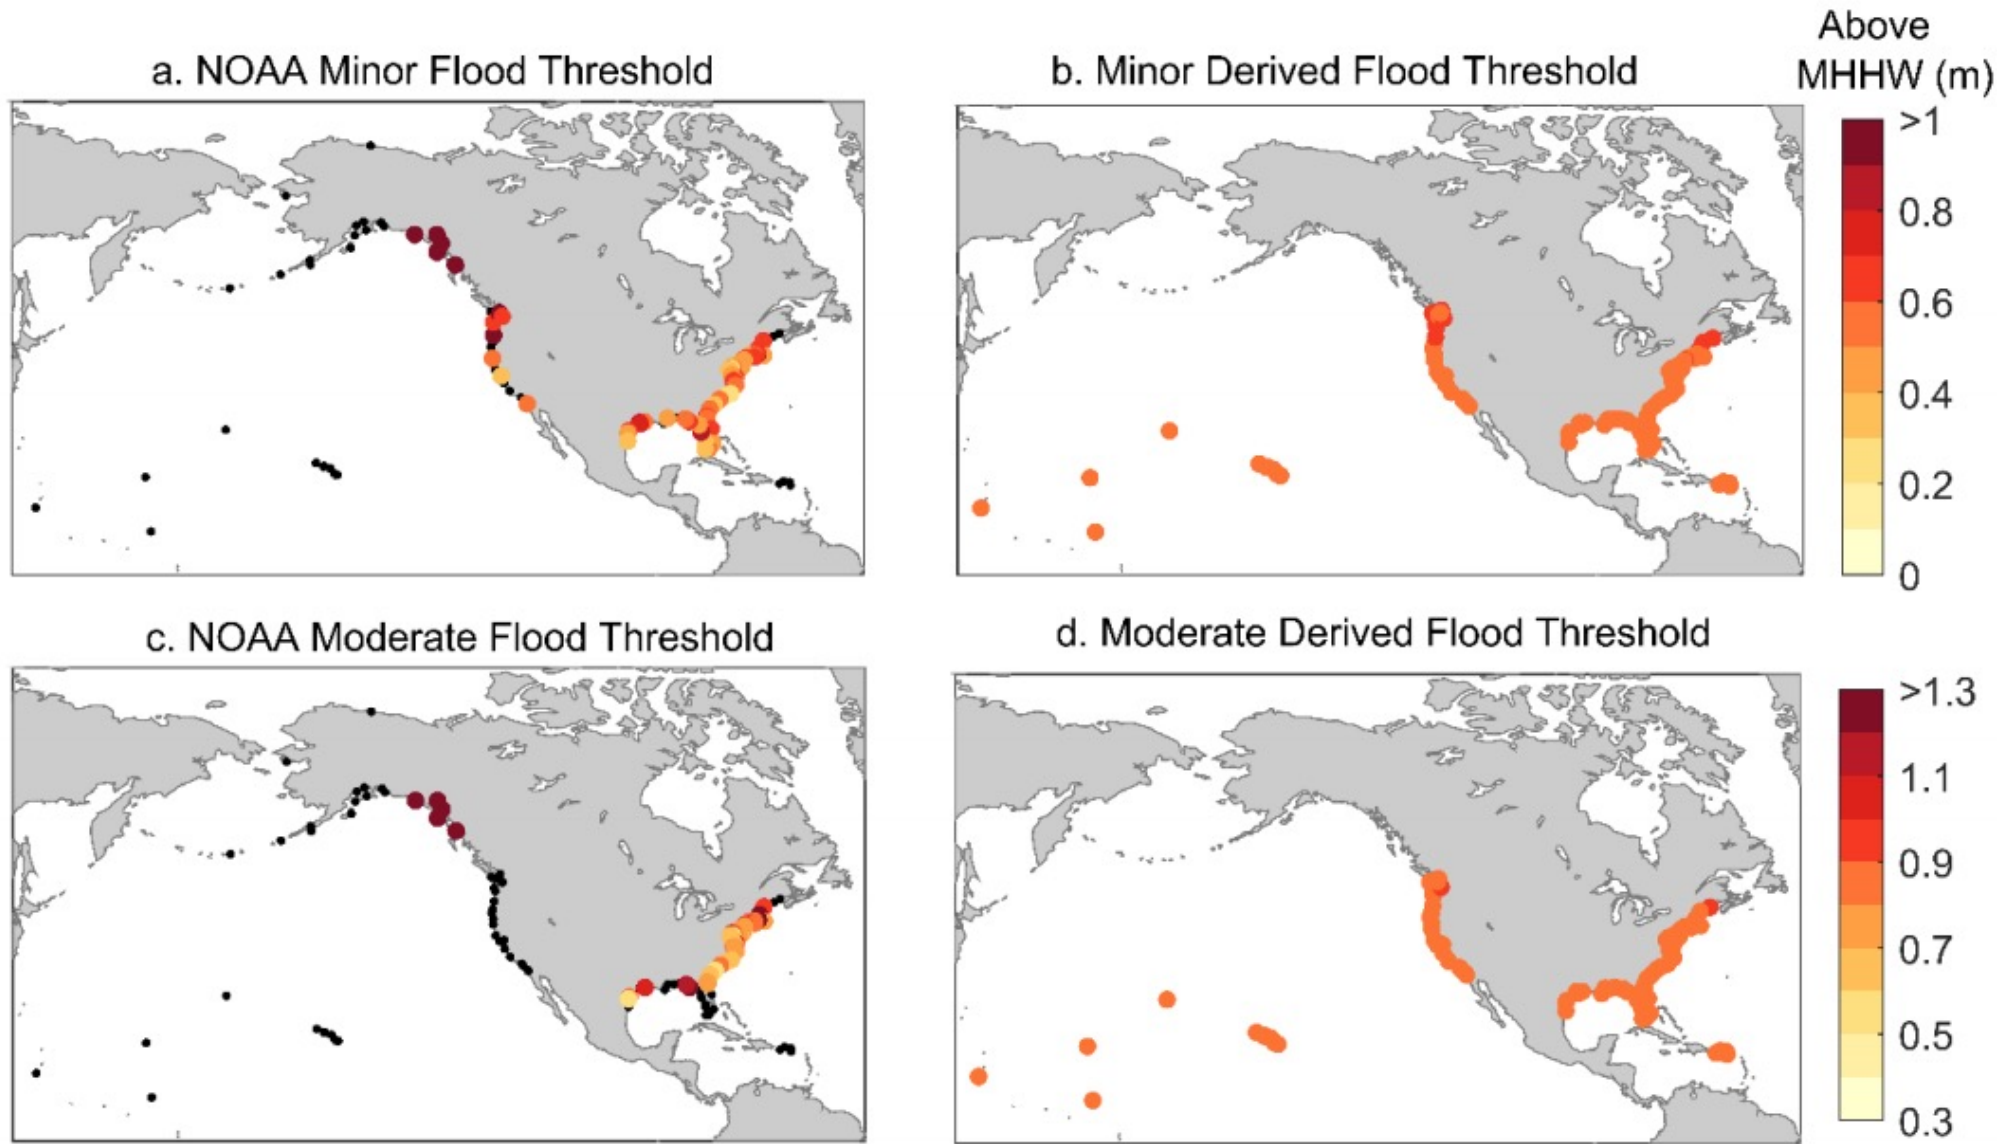 a. NOAA Minor Flood Threshold
b. Minor Derived Flood Threshold
Above
MHHW (m)
>1
0.8
0.6
0.4
0.2
0
c. NOAA Moderate Flood Threshold
d. Moderate Derived Flood Threshold
>1.3
1.1
0.9
0.7
0.5
0.3